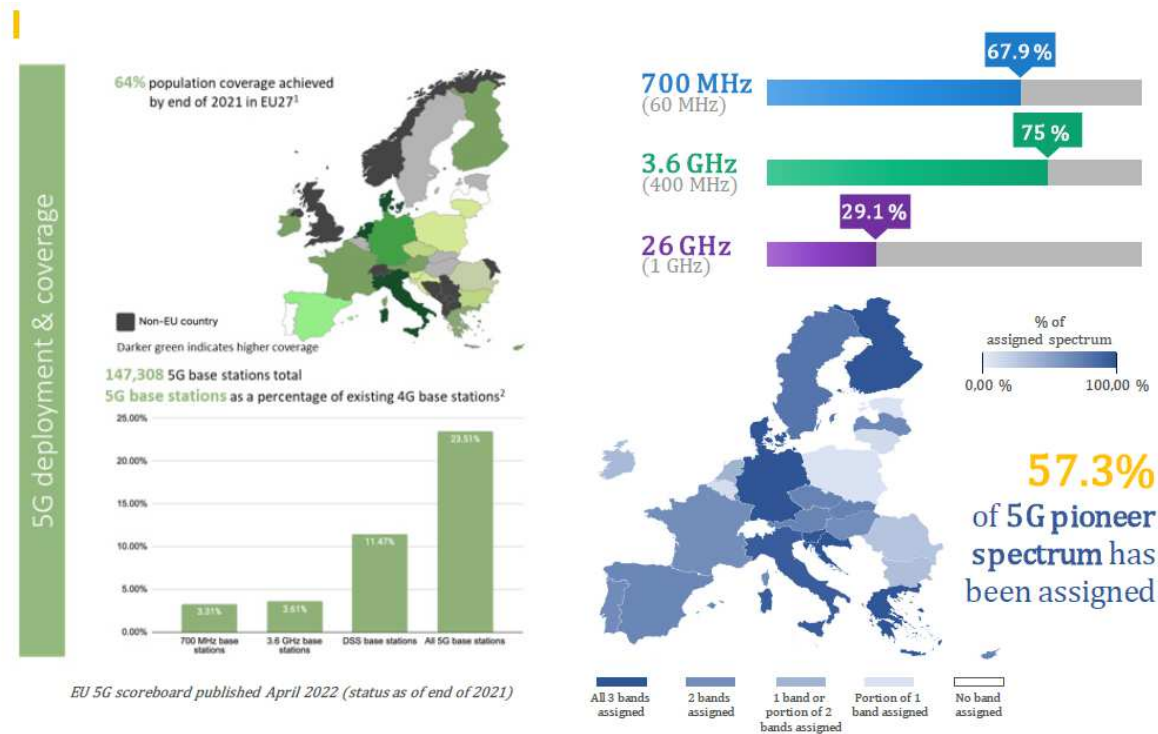 5G deployment & coverage
64% population coverage achieved
by end of 2021 in EU27¹
Non-EU country
Darker green indicates higher coverage
147,308 5G base stations total
5G base stations as a percentage of existing 4G base stations²
25.00%
20.00%
15.00%
10.00%
5.00%
0.00%
3.31%
3.61%
11.47%
23.51%
700 MHz base
stations
3.6 GHz base
stations
DSS base stations
All 5G base stations
EU 5G scoreboard published April 2022 (status as of end of 2021)
67.9 %
700 MHz
(60 MHz)
75 %
3.6 GHz
(400 MHz)
29.1 %
26 GHz
(1 GHz)
% of
assigned spectrum
0,00 %
100,00 %
57.3%
of 5G pioneer
spectrum has
been assigned
All 3 bands
assigned
2 bands
assigned
1 band or
portion of 2
bands assigned
Portion of 1
band assigned
No band
assigned